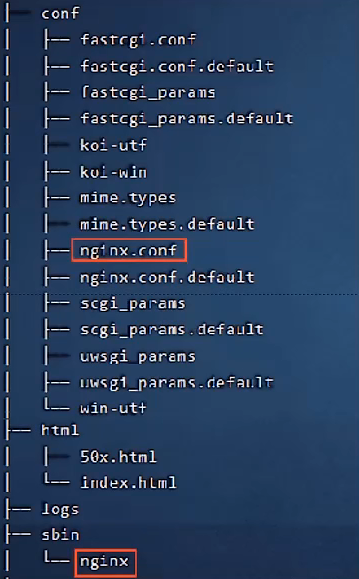 ├── conf
│   ├── fastcgi.conf
│   ├── fastcgi.conf.default
│   ├── fastcgi_params
│   ├── fastcgi_params.default
│   ├── koi-utf
│   ├── koi-win
│   ├── mime.types
│   ├── mime.types.default
│   ├── nginx.conf
│   ├── nginx.conf.default
│   ├── scgi_params
│   ├── scgi_params.default
│   ├── uwsgi_params
│   ├── uwsgi_params.default
│   └── win-utf
├── html
│   ├── 50x.html
│   └── index.html
├── logs
├── sbin
│   └── nginx